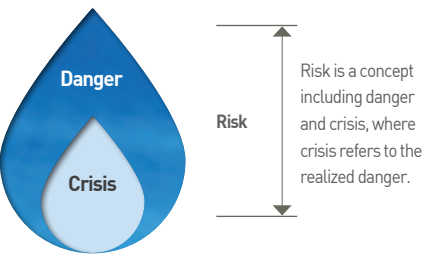 Danger
Crisis
Risk
Risk is a concept
including danger
and crisis, where
crisis refers to the
realized danger.